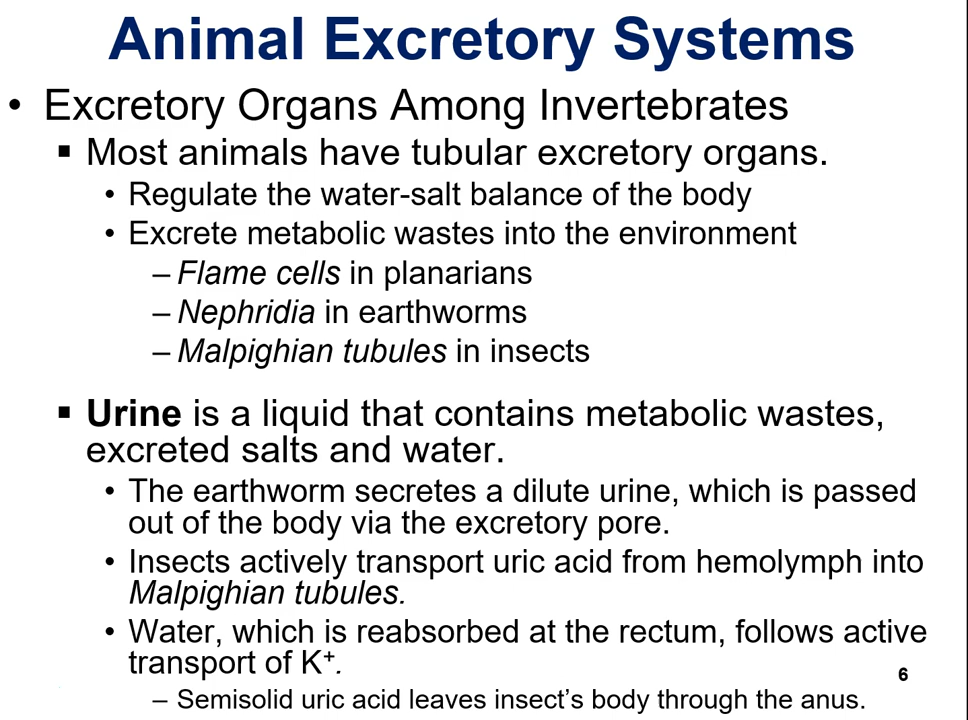 Animal Excretory Systems
• Excretory Organs Among Invertebrates
▪ Most animals have tubular excretory organs.
• Regulate the water-salt balance of the body
• Excrete metabolic wastes into the environment
– Flame cells in planarians
– Nephridia in earthworms
– Malpighian tubules in insects
▪ Urine is a liquid that contains metabolic wastes,
excreted salts and water.
• The earthworm secretes a dilute urine, which is passed
out of the body via the excretory pore.
• Insects actively transport uric acid from hemolymph into
Malpighian tubules.
• Water, which is reabsorbed at the rectum, follows active
transport of K⁺.
– Semisolid uric acid leaves insect’s body through the anus.
6